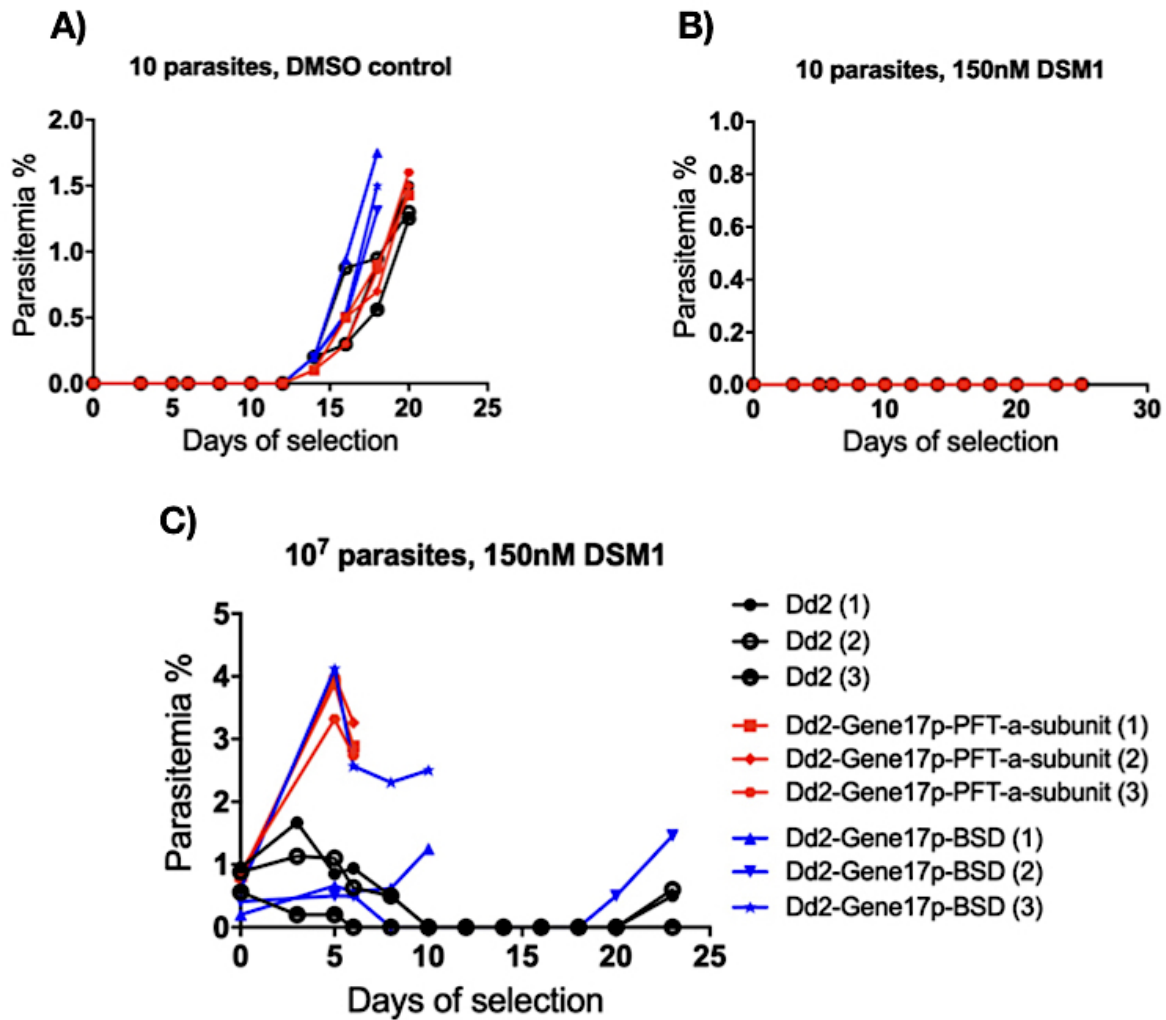 A)
10 parasites, DMSO control
Parasitemia %
2.0
1.5
1.0
0.5
0.0
0 5 10 15 20 25
Days of selection
B)
10 parasites, 150nM DSM1
Parasitemia %
1.0
0.8
0.6
0.4
0.2
0.0
0 10 20 30
Days of selection
C)
10⁷ parasites, 150nM DSM1
Parasitemia %
5
4
3
2
1
0
0 5 10 15 20 25
Days of selection
Dd2 (1)
Dd2 (2)
Dd2 (3)
Dd2-Gene17p-PFT-a-subunit (1)
Dd2-Gene17p-PFT-a-subunit (2)
Dd2-Gene17p-PFT-a-subunit (3)
Dd2-Gene17p-BSD (1)
Dd2-Gene17p-BSD (2)
Dd2-Gene17p-BSD (3)